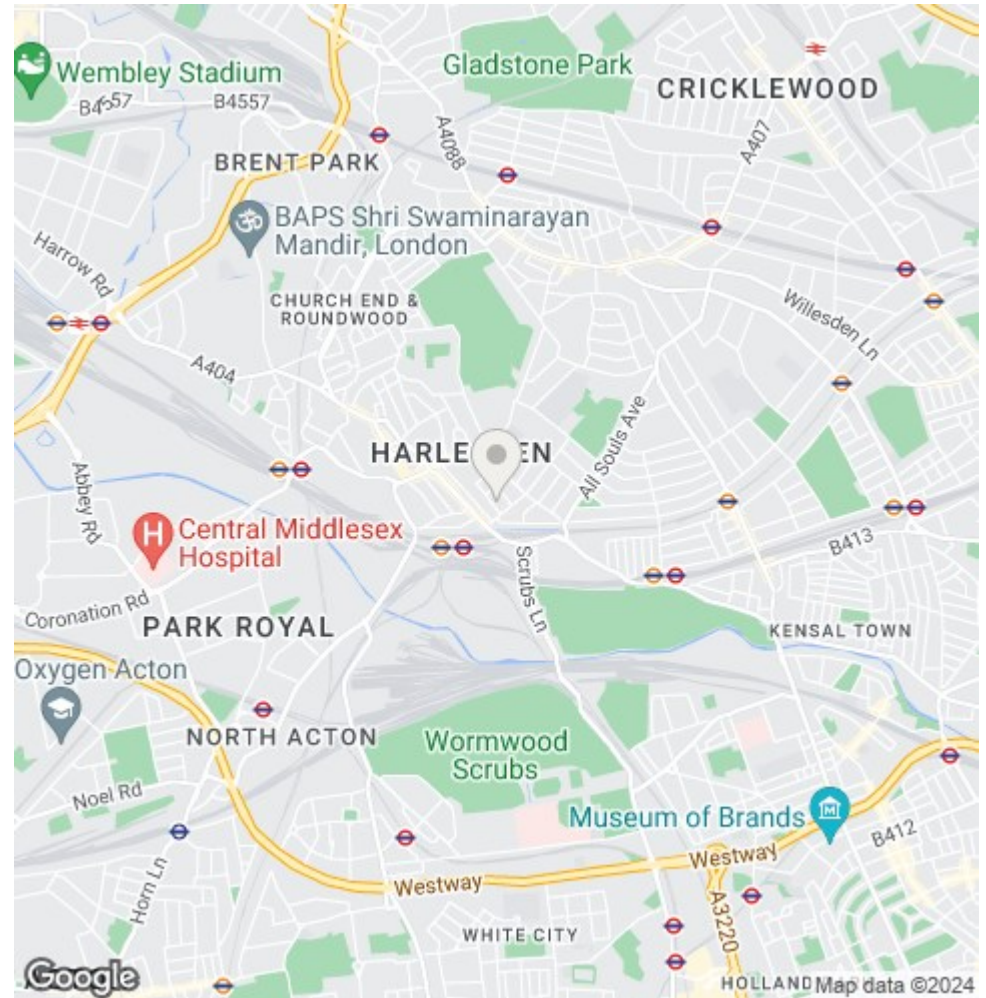 Gladstone Park
Wembley Stadium
CRICKLEWOOD
B4557
B4557
A4088
A407
BRENT PARK
BAPS Shri Swaminarayan
Mandir, London
Harrow Rd
CHURCH END &
ROUNDWOOD
Willesden Ln
A404
All Souls Ave
HARLE EN
Abbey Rd
Central Middlesex
Hospital
B413
Scrubs Ln
Coronation Rd
PARK ROYAL
KENSAL TOWN
Oxygen Acton
NORTH ACTON
Wormwood
Scrubs
Noel Rd
Museum of Brands
B412
Westway
Westway
Horn Ln
A3220
WHITE CITY
Google
HOLLAND
Map data ©2024